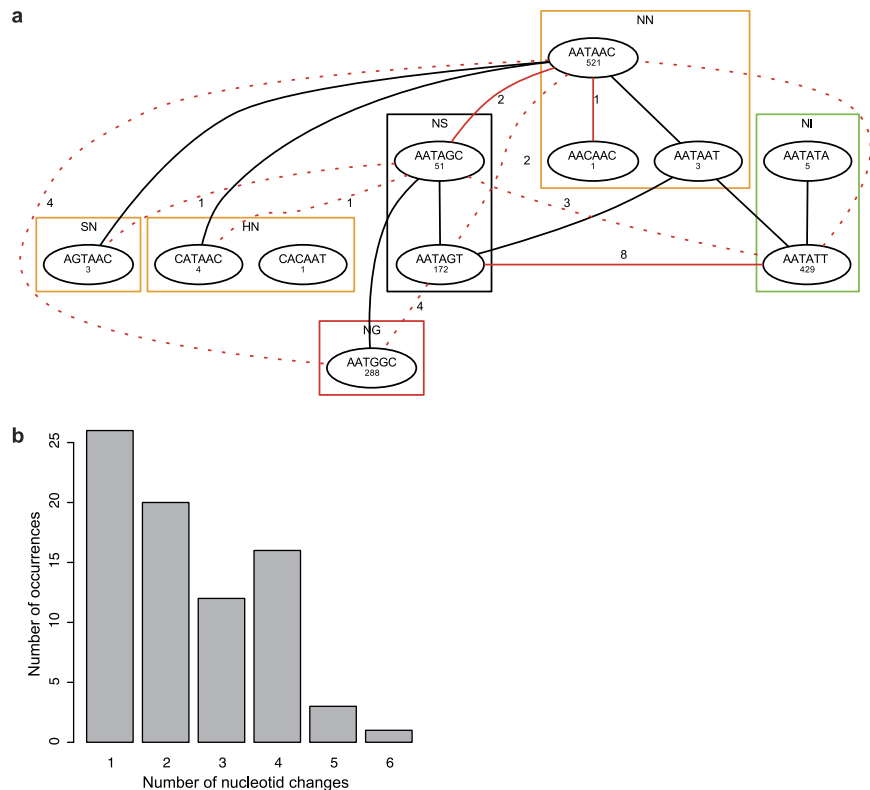 a
NN
AATAAC
521
2
1
NS
NI
AATAGC
51
AACAAC
1
AATAAT
3
AATATA
5
2
4
1
1
3
SN
HN
AGTAAC
3
CATAAC
4
CACAAT
1
AATAGT
172
8
AATATT
429
4
NG
AATGGC
288
b
Number of occurrences
25
20
15
10
5
0
1 2 3 4 5 6
Number of nucleotid changes